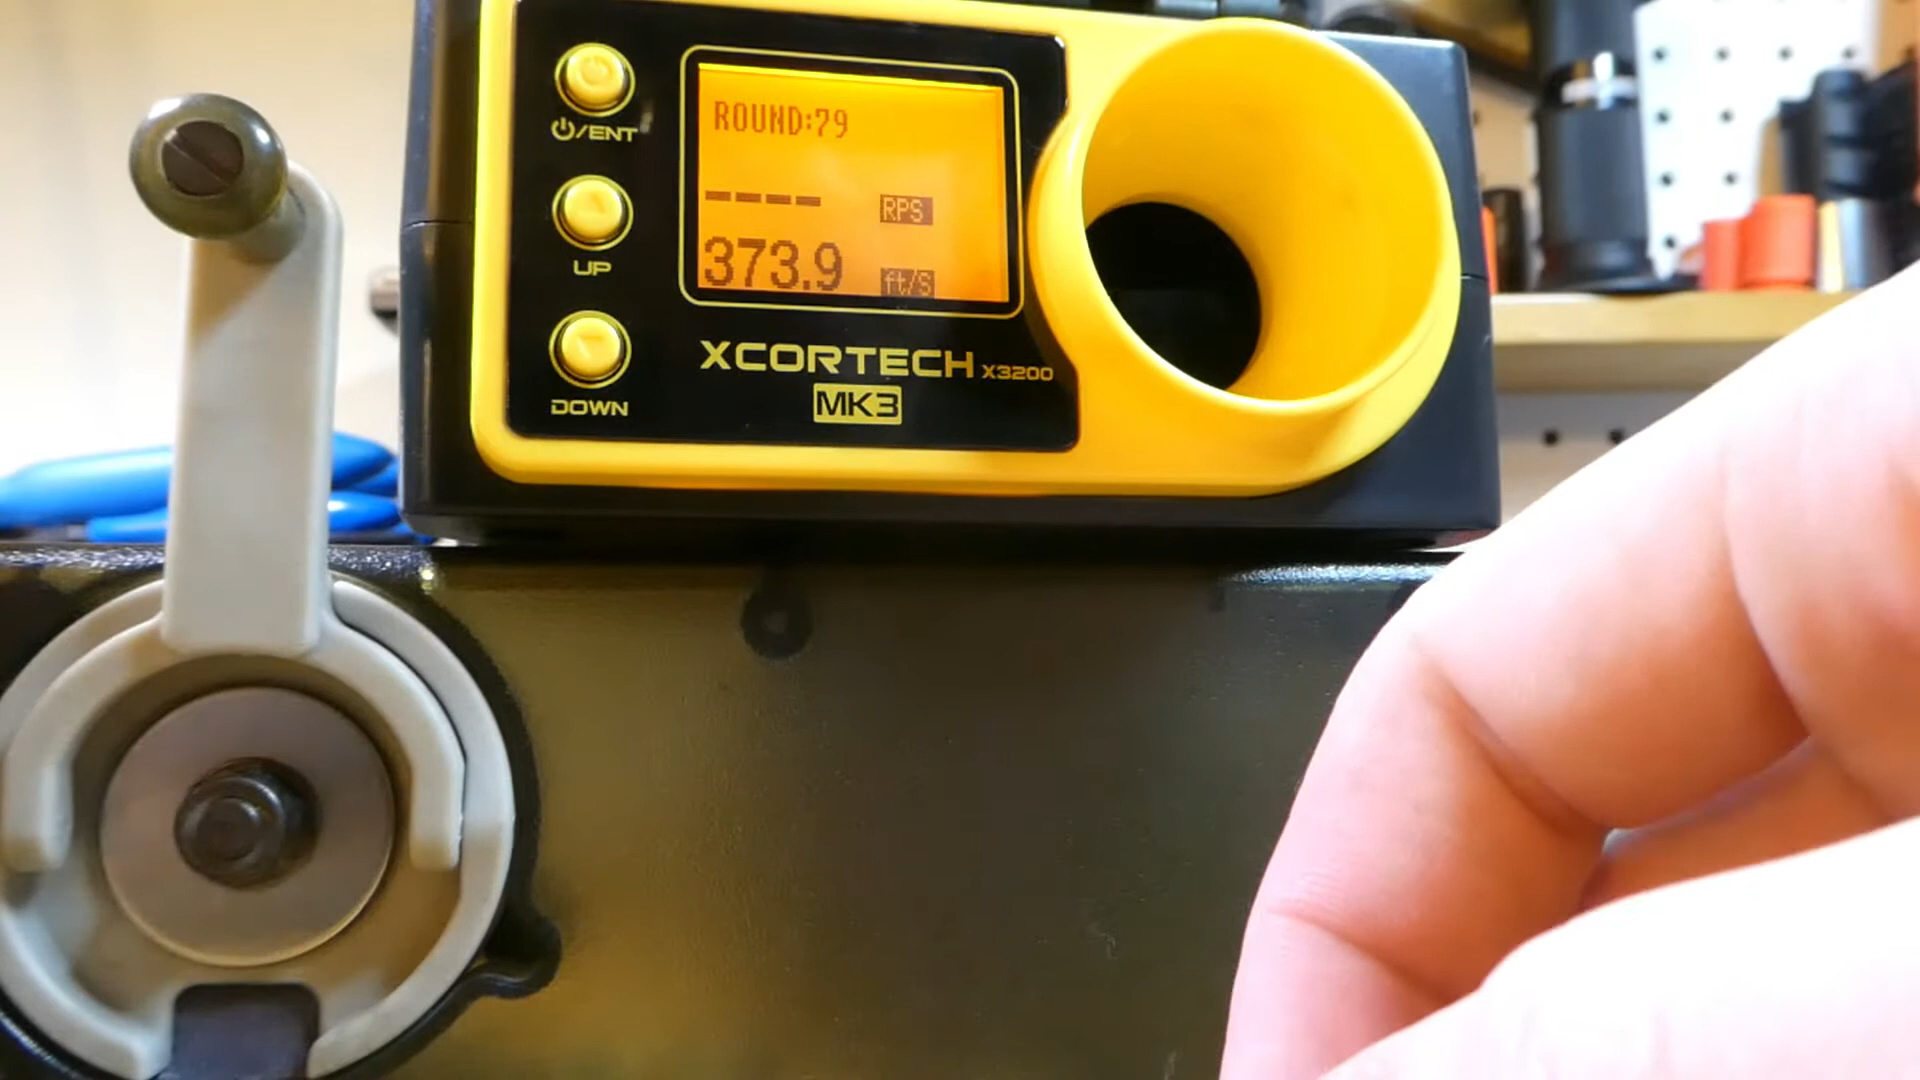 ROUND:79
---- RPS
373.9 ft/S
⏻/ENT
UP
DOWN
XCORTECH X3200
MK3